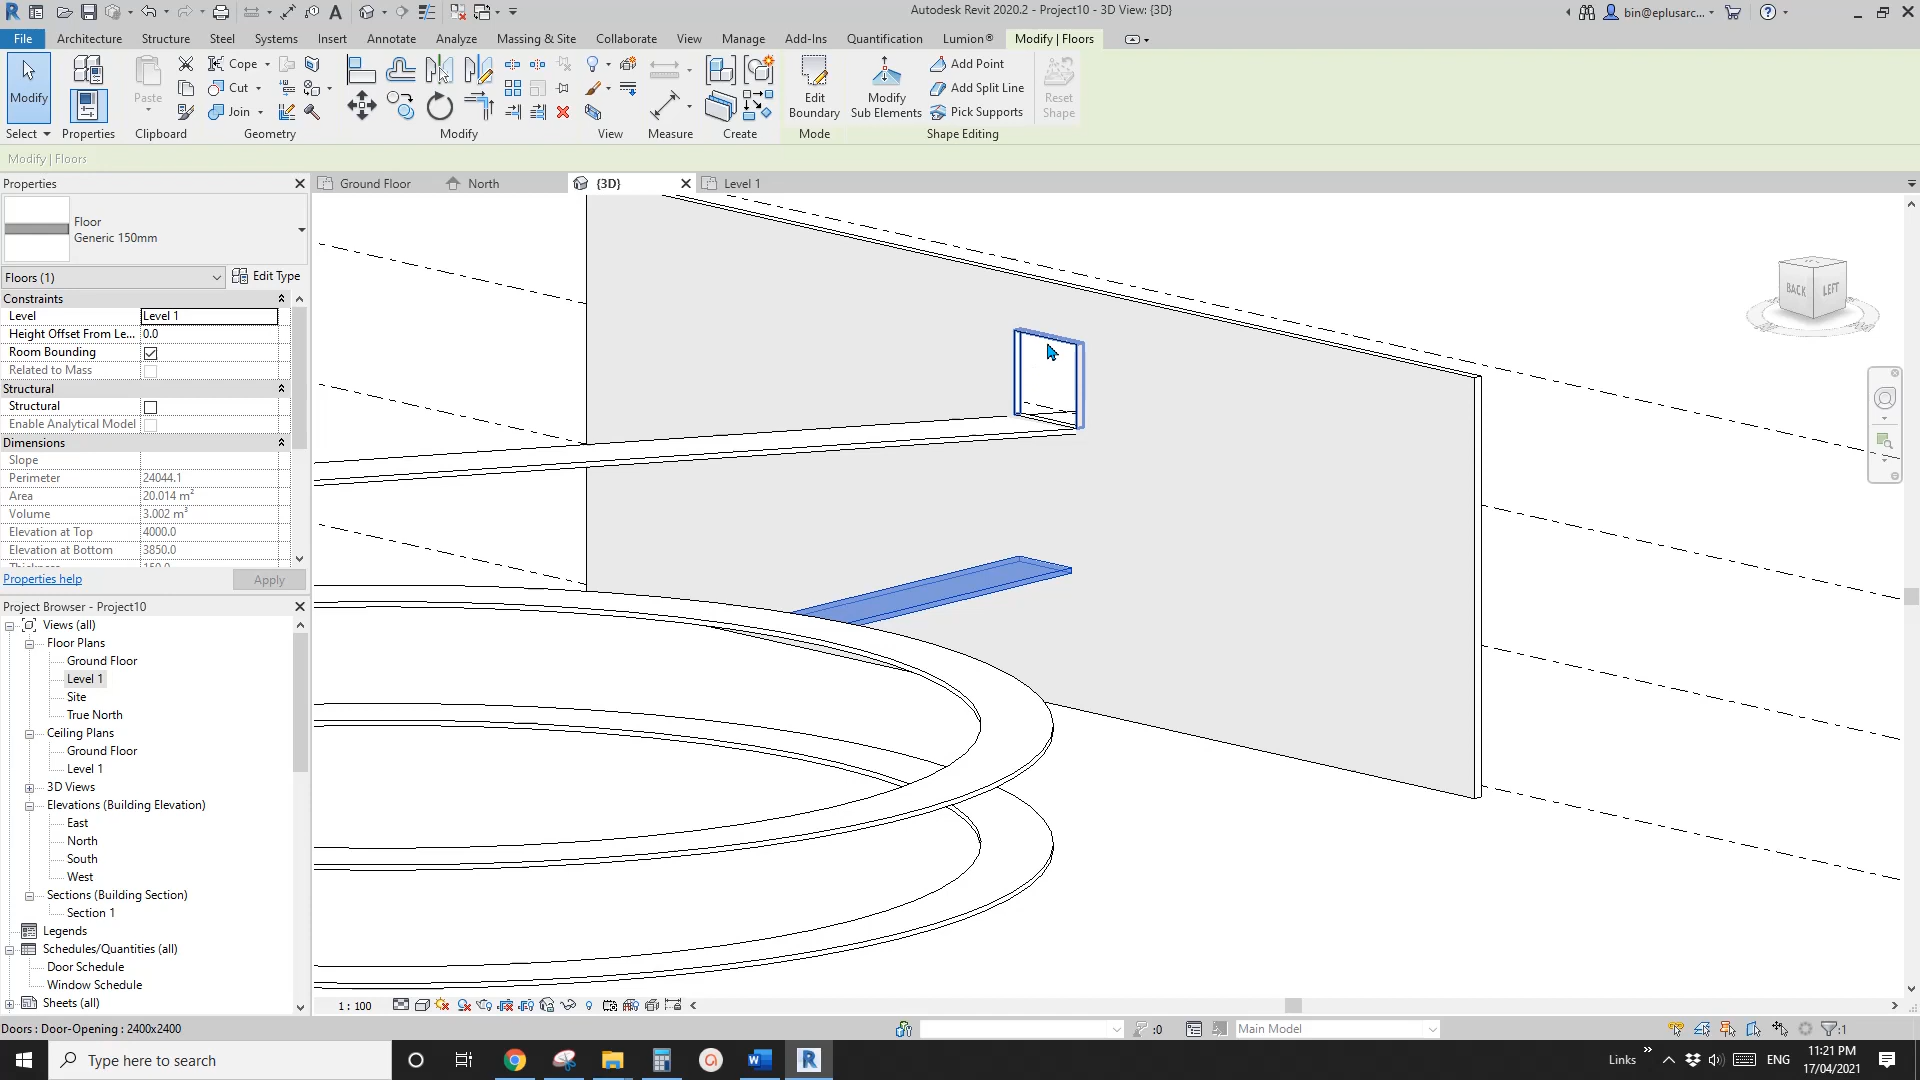 Autodesk Revit 2020.2 - Project10 - 3D View: {3D}
bin@eplusarc...
File Architecture Structure Steel Systems Insert Annotate Analyze Massing & Site Collaborate View Manage Add-Ins Quantification Lumion® Modify | Floors
Modify
Select
Properties
Paste
Clipboard
Cope
Cut
Join
Geometry
Modify
View
Measure
Create
Edit
Boundary
Mode
Modify
Sub Elements
Add Point
Add Split Line
Pick Supports
Shape Editing
Reset
Shape
Modify | Floors
Properties
Ground Floor
North
{3D}
Level 1
Floor
Generic 150mm
Floors (1)
Edit Type
Constraints
Level Level 1
Height Offset From Le... 0.0
Room Bounding
Related to Mass
Structural
Structural
Enable Analytical Model
Dimensions
Slope
Perimeter 24044.1
Area 20.014 m²
Volume 3.002 m³
Elevation at Top 4000.0
Elevation at Bottom 3850.0
Thickness 150.0
Properties help
Apply
Project Browser - Project10
Views (all)
Floor Plans
Ground Floor
Level 1
Site
True North
Ceiling Plans
Ground Floor
Level 1
3D Views
Elevations (Building Elevation)
East
North
South
West
Sections (Building Section)
Section 1
Legends
Schedules/Quantities (all)
Door Schedule
Window Schedule
Sheets (all)
BACK
LEFT
1 : 100
Doors : Door-Opening : 2400x2400
:0
Main Model
:1
Type here to search
Links
ENG
11:21 PM
17/04/2021